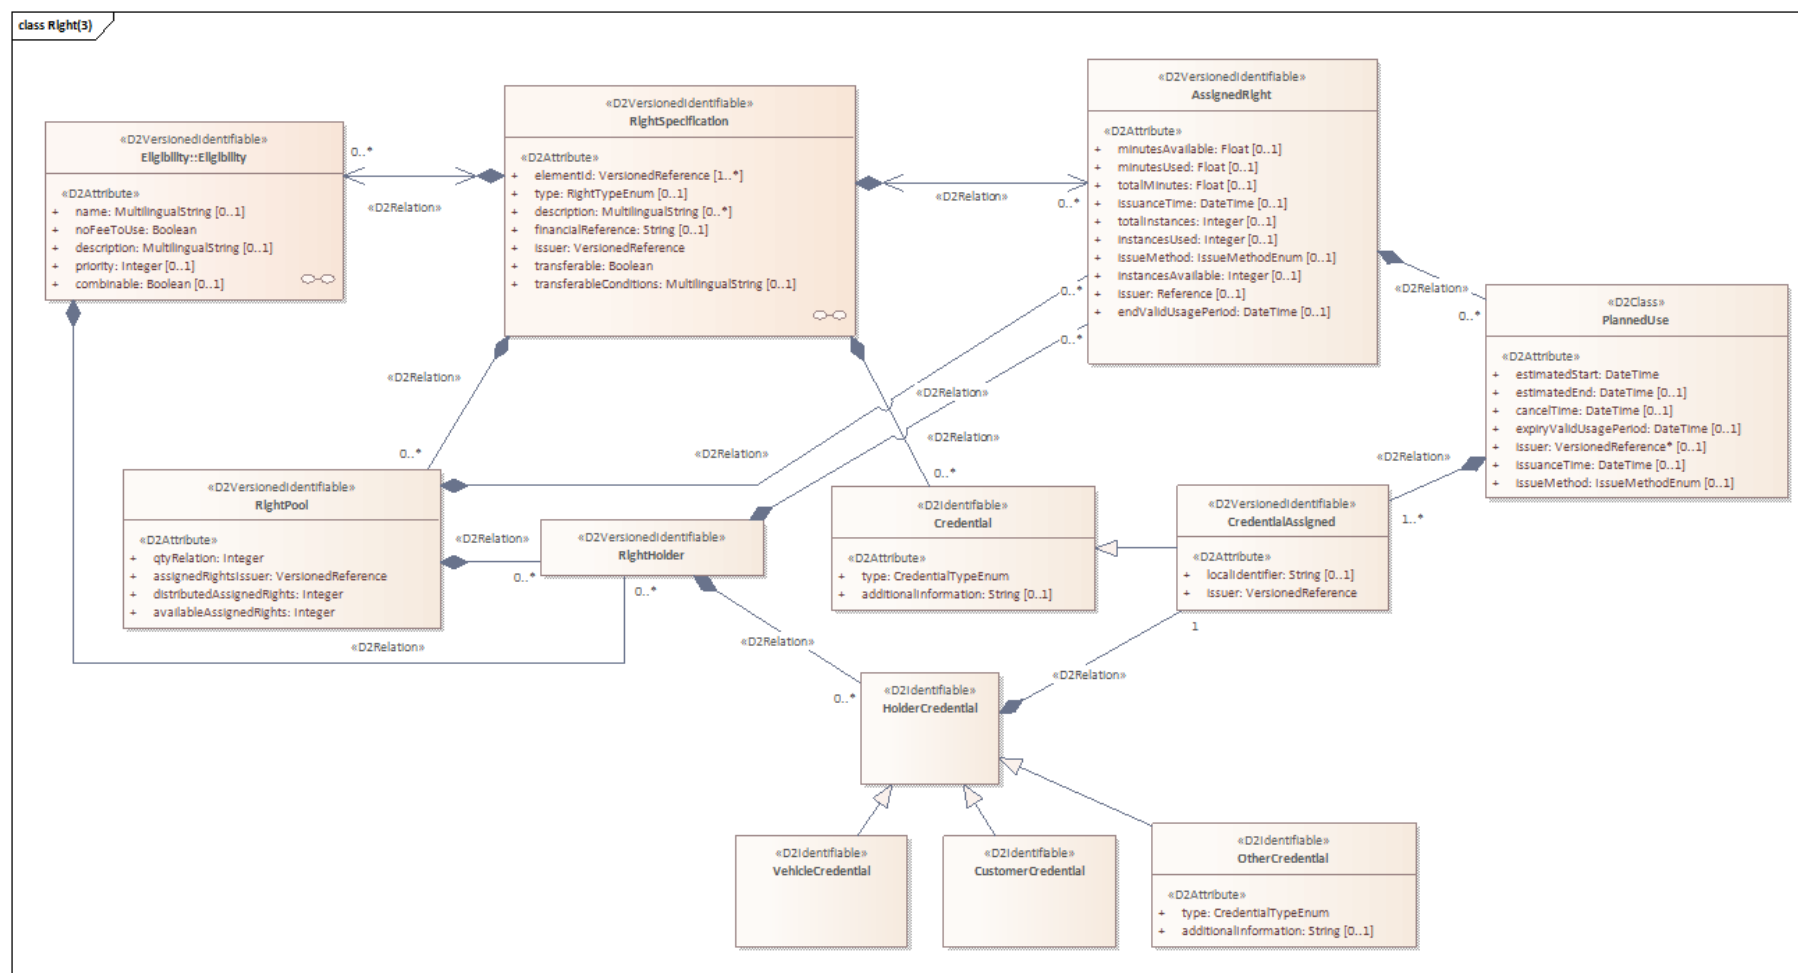 class Right(3)
«D2VersionedIdentifiable»
Eligibility::Eligibility
«D2Attribute»
+ name: MultilingualString [0..1]
+ noFeeToUse: Boolean
+ description: MultilingualString [0..1]
+ priority: Integer [0..1]
+ combinable: Boolean [0..1]
0..*
«D2Relation»
«D2VersionedIdentifiable»
RightSpecification
«D2Attribute»
+ elementId: VersionedReference [1..*]
+ type: RightTypeEnum [0..1]
+ description: MultilingualString [0..*]
+ financialReference: String [0..1]
+ issuer: VersionedReference
+ transferable: Boolean
+ transferableConditions: MultilingualString [0..1]
«D2Relation»
0..*
«D2VersionedIdentifiable»
AssignedRight
«D2Attribute»
+ minutesAvailable: Float [0..1]
+ minutesUsed: Float [0..1]
+ totalMinutes: Float [0..1]
+ issuanceTime: DateTime [0..1]
+ totalInstances: Integer [0..1]
+ instancesUsed: Integer [0..1]
+ issueMethod: IssueMethodEnum [0..1]
+ instancesAvailable: Integer [0..1]
+ issuer: Reference [0..1]
+ endValidUsagePeriod: DateTime [0..1]
0..*
0..*
«D2Relation»
0..*
«D2Class»
PlannedUse
«D2Attribute»
+ estimatedStart: DateTime
+ estimatedEnd: DateTime [0..1]
+ cancelTime: DateTime [0..1]
+ expiryValidUsagePeriod: DateTime [0..1]
+ issuer: VersionedReference* [0..1]
+ issuanceTime: DateTime [0..1]
+ issueMethod: IssueMethodEnum [0..1]
«D2Relation»
0..*
«D2Relation»
«D2Relation»
«D2Relation»
0..*
«D2Relation»
1..*
«D2VersionedIdentifiable»
RightPool
«D2Attribute»
+ qtyRelation: Integer
+ assignedRightsIssuer: VersionedReference
+ distributedAssignedRights: Integer
+ availableAssignedRights: Integer
«D2Relation»
0..*
«D2VersionedIdentifiable»
RightHolder
0..*
«D2Relation»
«D2Identifiable»
Credential
«D2Attribute»
+ type: CredentialTypeEnum
+ additionalInformation: String [0..1]
«D2VersionedIdentifiable»
CredentialAssigned
«D2Attribute»
+ localIdentifier: String [0..1]
+ issuer: VersionedReference
1
«D2Relation»
0..*
«D2Relation»
«D2Identifiable»
HolderCredential
«D2Identifiable»
VehicleCredential
«D2Identifiable»
CustomerCredential
«D2Identifiable»
OtherCredential
«D2Attribute»
+ type: CredentialTypeEnum
+ additionalInformation: String [0..1]